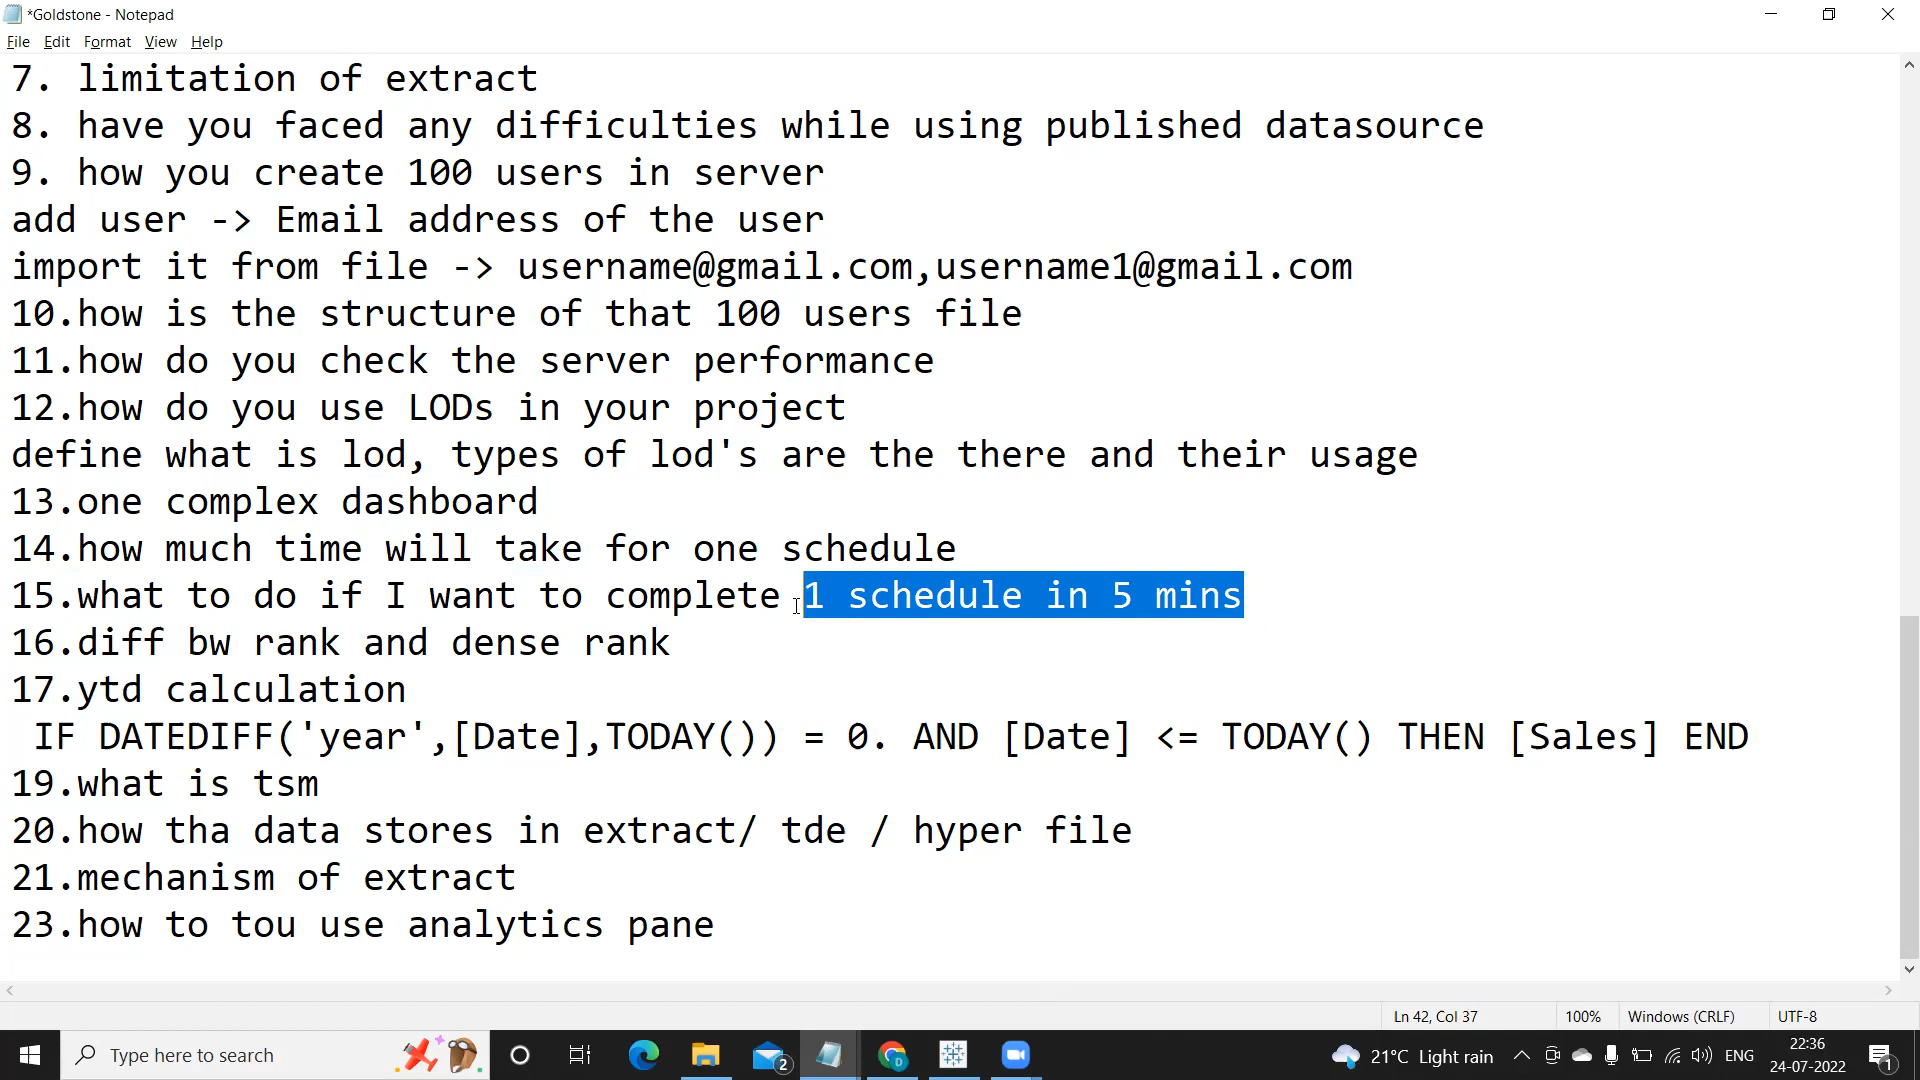 *Goldstone - Notepad
File Edit Format View Help
7. limitation of extract
8. have you faced any difficulties while using published datasource
9. how you create 100 users in server
add user -> Email address of the user
import it from file -> username@gmail.com,username1@gmail.com
10.how is the structure of that 100 users file
11.how do you check the server performance
12.how do you use LODs in your project
define what is lod, types of lod's are the there and their usage
13.one complex dashboard
14.how much time will take for one schedule
15.what to do if I want to complete 1 schedule in 5 mins
16.diff bw rank and dense rank
17.ytd calculation
IF DATEDIFF('year',[Date],TODAY()) = 0. AND [Date] <= TODAY() THEN [Sales] END
19.what is tsm
20.how tha data stores in extract/ tde / hyper file
21.mechanism of extract
23.how to tou use analytics pane
Ln 42, Col 37 100% Windows (CRLF) UTF-8
Type here to search 2 D 21°C Light rain ENG 22:36 24-07-2022 1